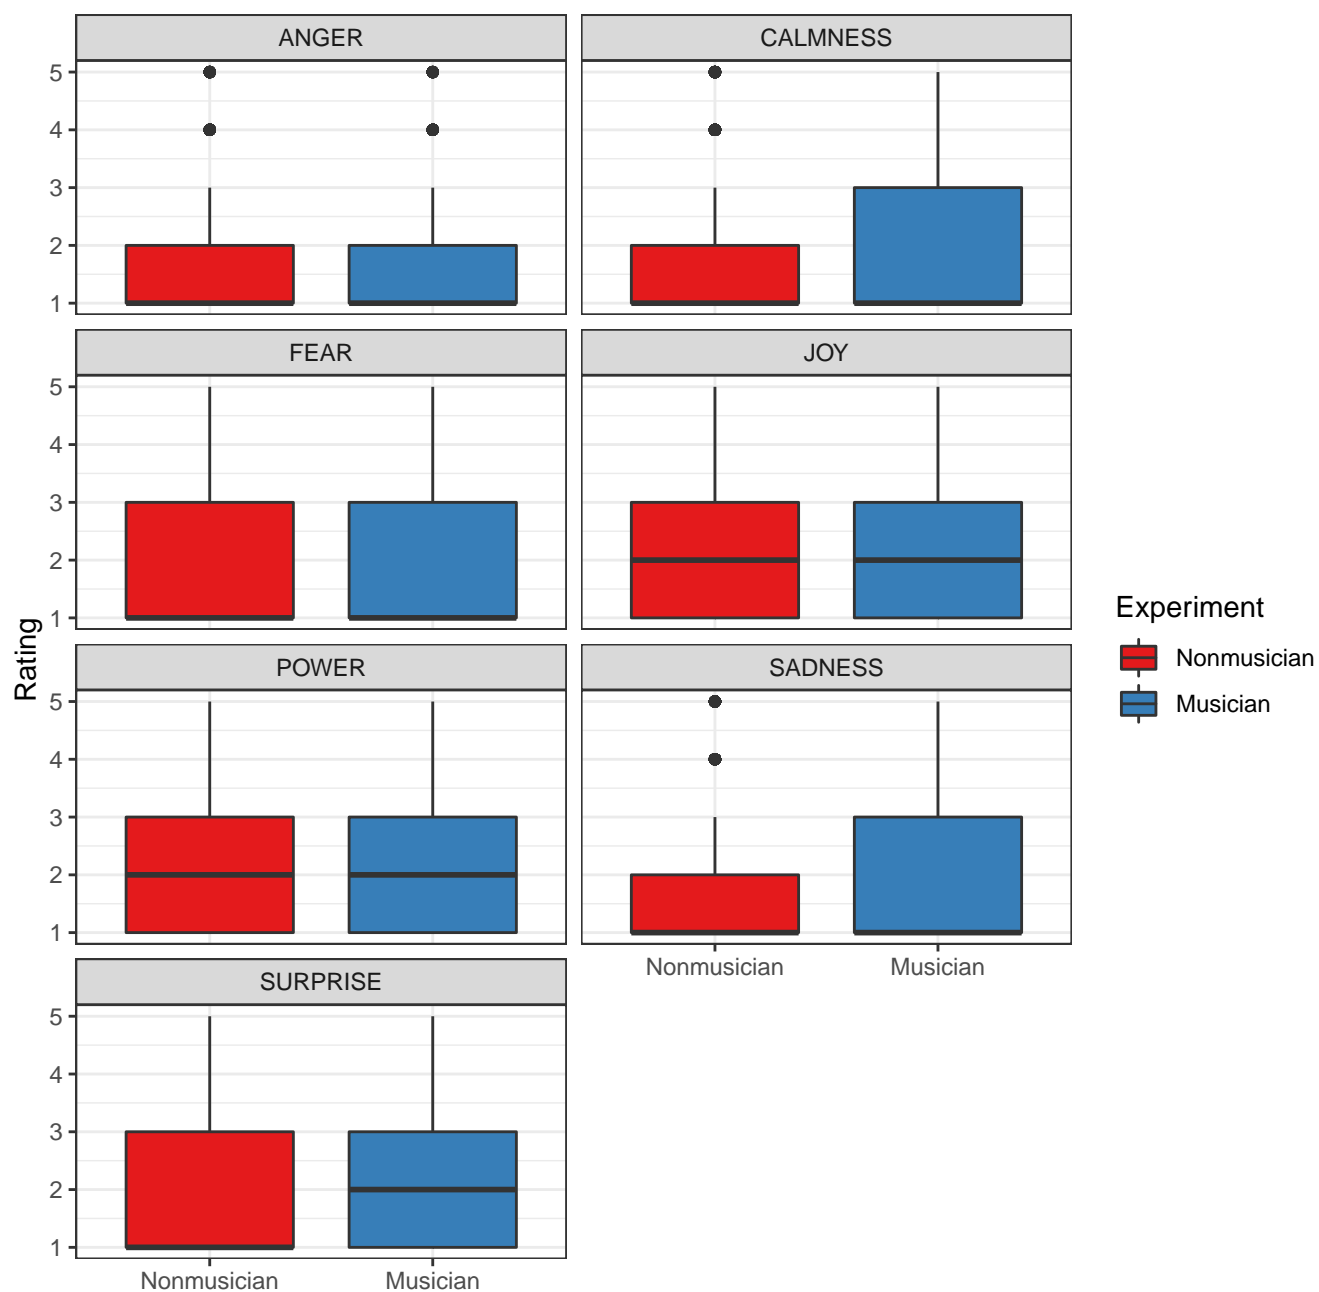 ANGER
CALMNESS
5
4
3
2
1
FEAR
JOY
5
4
3
2
1
POWER
SADNESS
5
4
3
2
1
Nonmusician
Musician
SURPRISE
5
4
3
2
1
Nonmusician
Musician
Rating
Experiment
Nonmusician
Musician